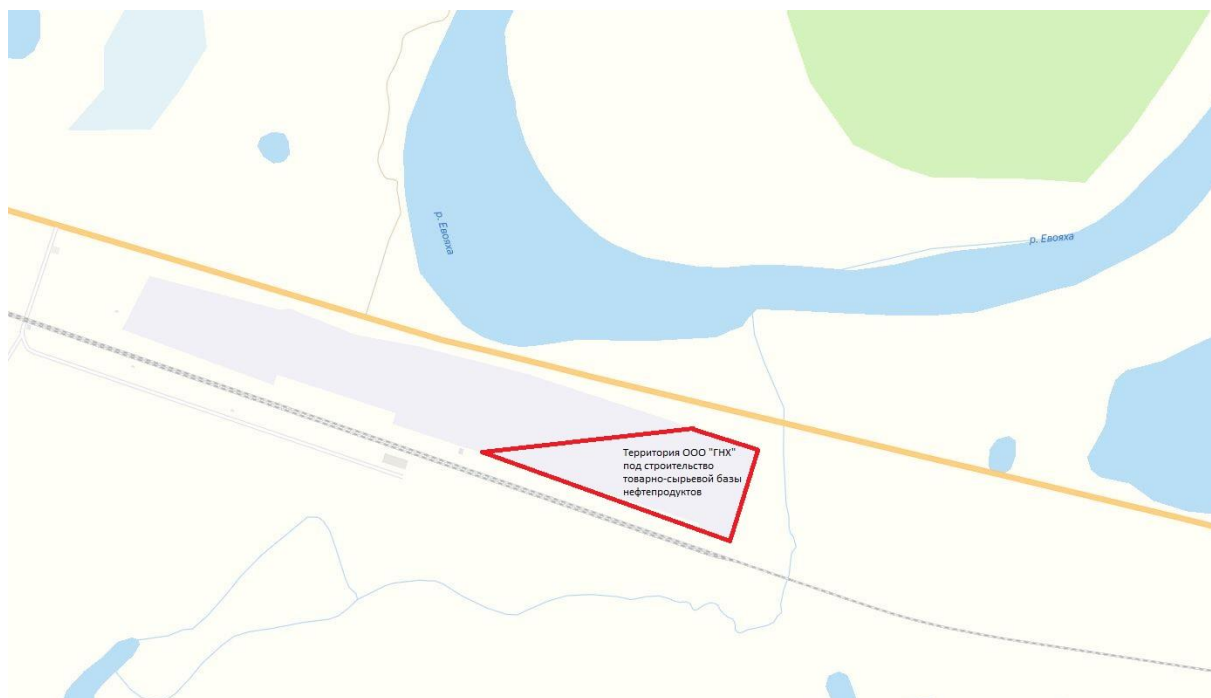 р. Евояха
р. Евояха
Территория ООО "ГНХ"
под строительство
товарно-сырьевой базы
нефтепродуктов